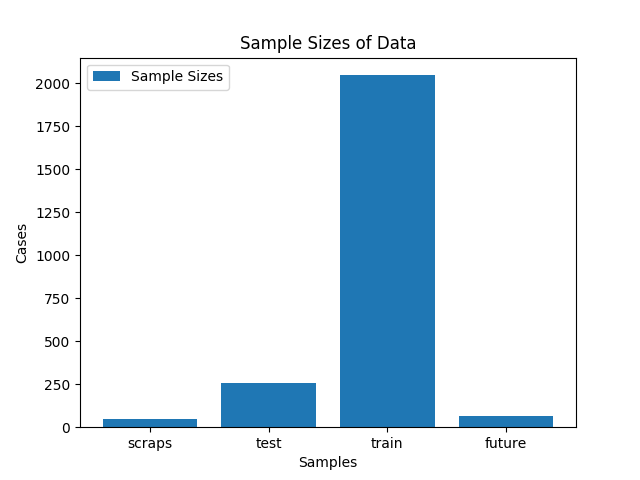 Sample Sizes of Data
Sample Sizes
2000
1750
1500
1250
1000
750
500
250
0
Cases
scraps test train future
Samples